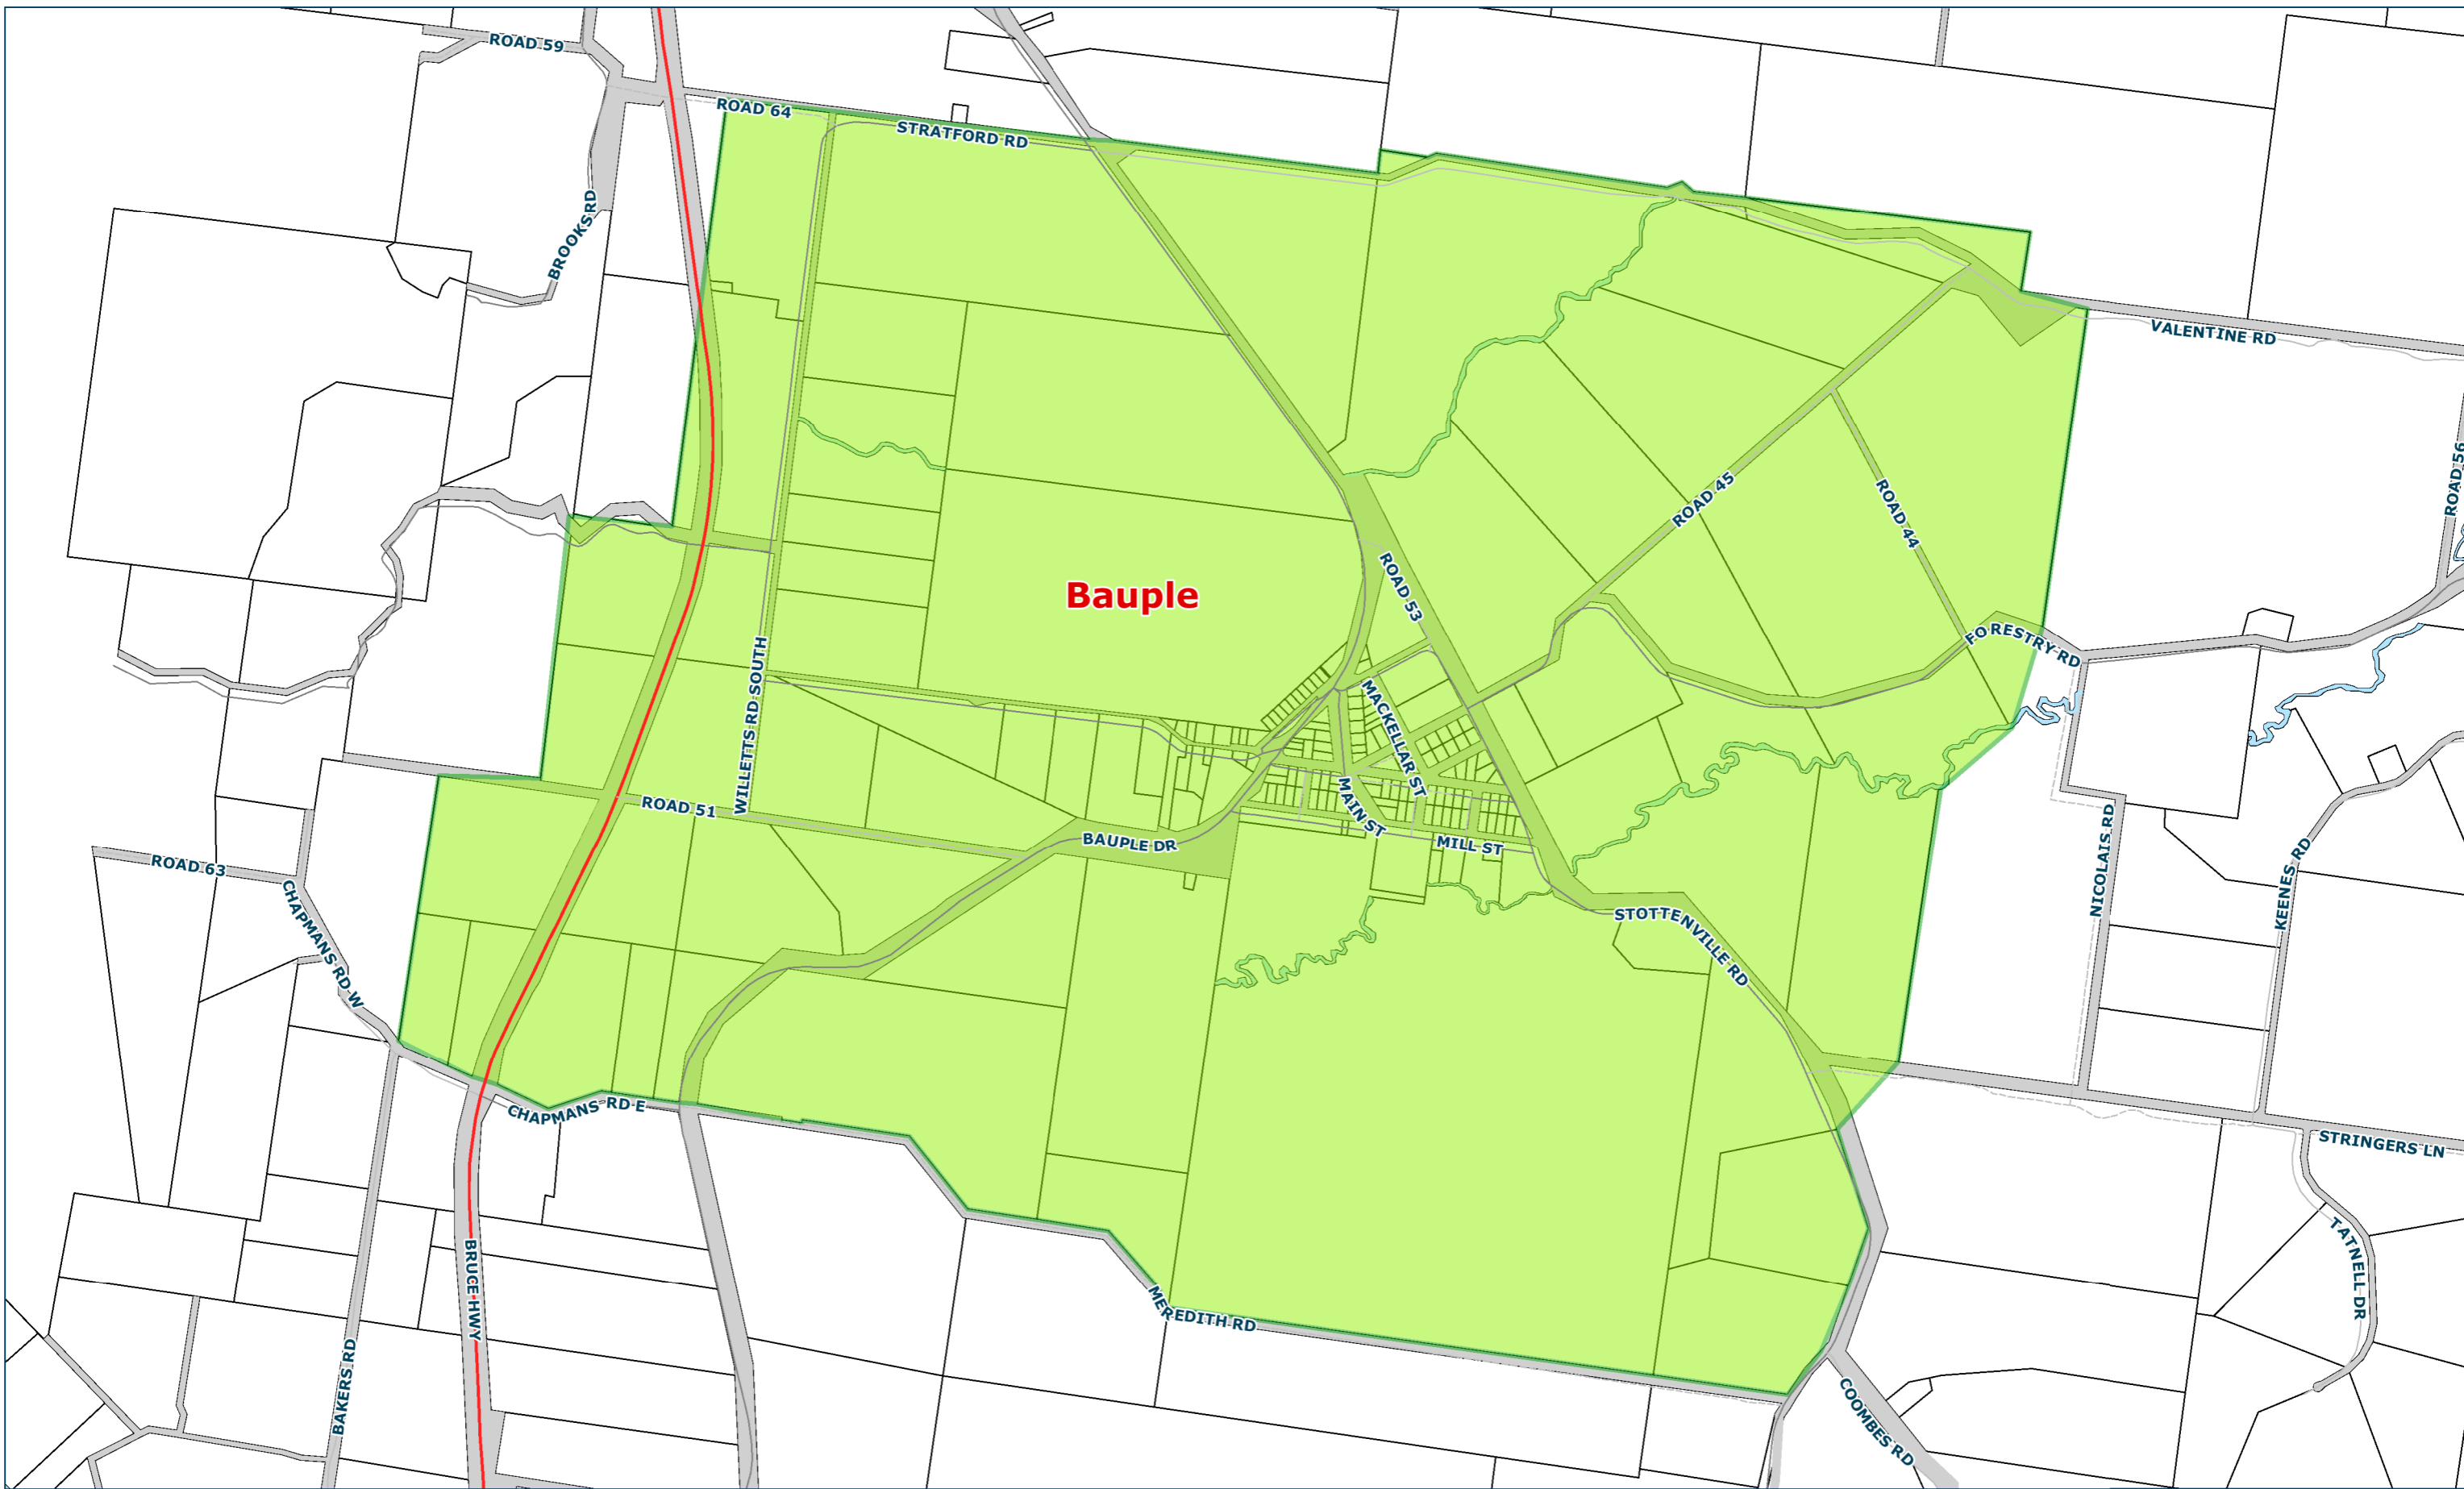 ROAD 59
ROAD 64
STRATFORD RD
BROOKS RD
VALENTINE RD
ROAD 56
ROAD 45
ROAD 44
Bauple
ROAD 53
FORESTRY RD
WILLETTS RD SOUTH
MACKELLAR ST
ROAD 51
MAIN ST
BAUPLE DR
MILL ST
NICOLAIS RD
KEENES RD
ROAD 63
CHAPMANS RD W
STOTTENVILLE RD
CHAPMANS RD E
STRINGERS LN
TATNELL DR
BRUCE HWY
MEREDITH RD
BAKERS RD
COOMBES RD